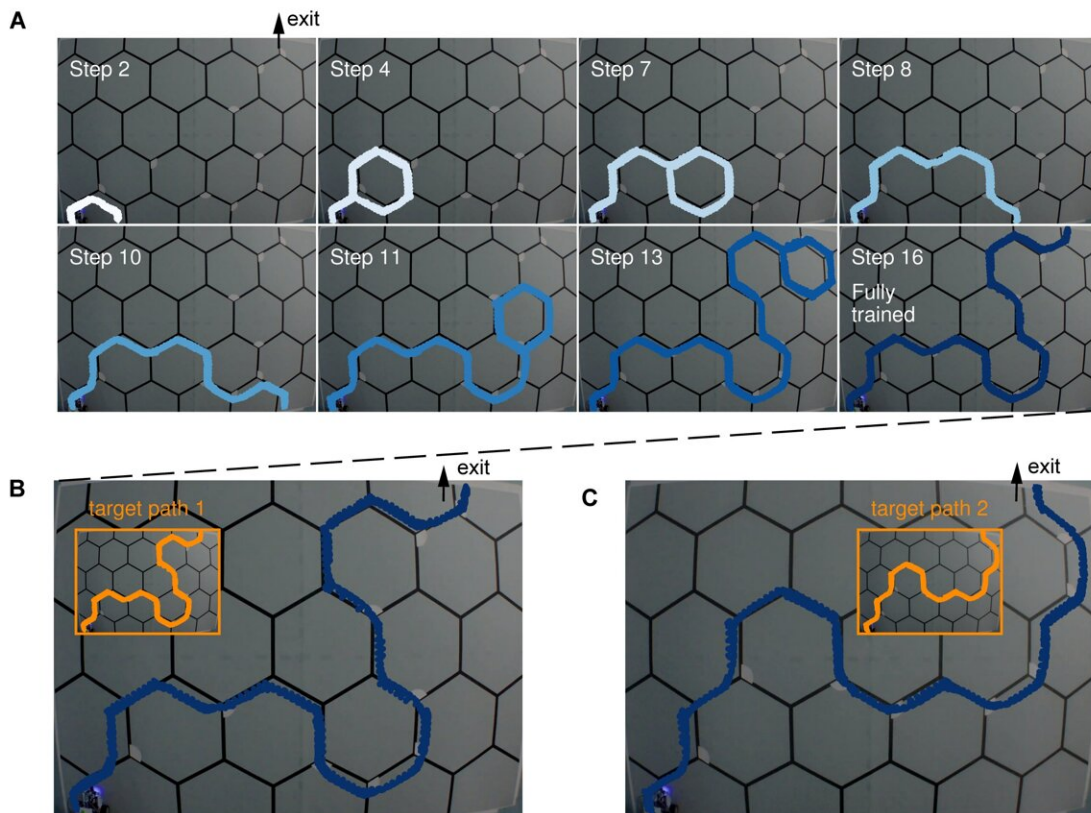 A
exit
Step 2
Step 4
Step 7
Step 8
Step 10
Step 11
Step 13
Step 16
Fully
trained
B
exit
target path 1
C
exit
target path 2